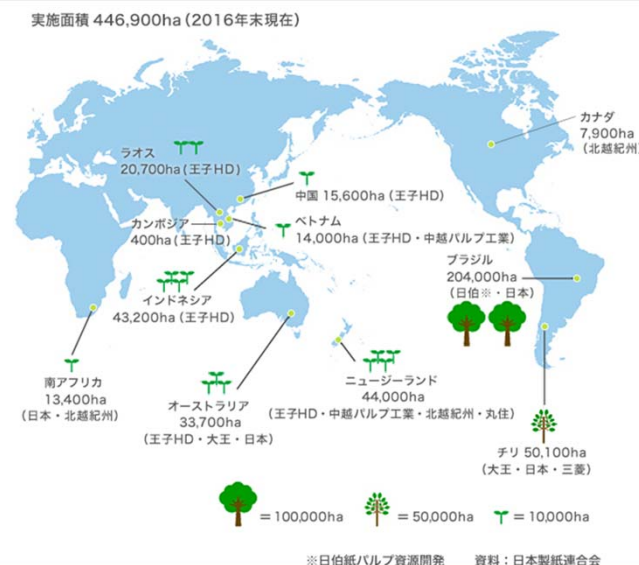 実施面積 446,900ha（2016年末現在）
カナダ
7,900ha
（北越紀州）
ラオス
20,700ha（王子HD）
中国 15,600ha（王子HD）
カンボジア
400ha（王子HD）
ベトナム
14,000ha（王子HD・中越パルプ工業）
ブラジル
204,000ha
（日伯※・日本）
インドネシア
43,200ha（王子HD）
南アフリカ
13,400ha
（日本・北越紀州）
オーストラリア
33,700ha
（王子HD・大王・日本）
ニュージーランド
44,000ha
（王子HD・中越パルプ工業・北越紀州・丸住）
チリ 50,100ha
（大王・日本・三菱）
＝100,000ha ＝50,000ha ＝10,000ha
※日伯紙パルプ資源開発 資料：日本製紙連合会